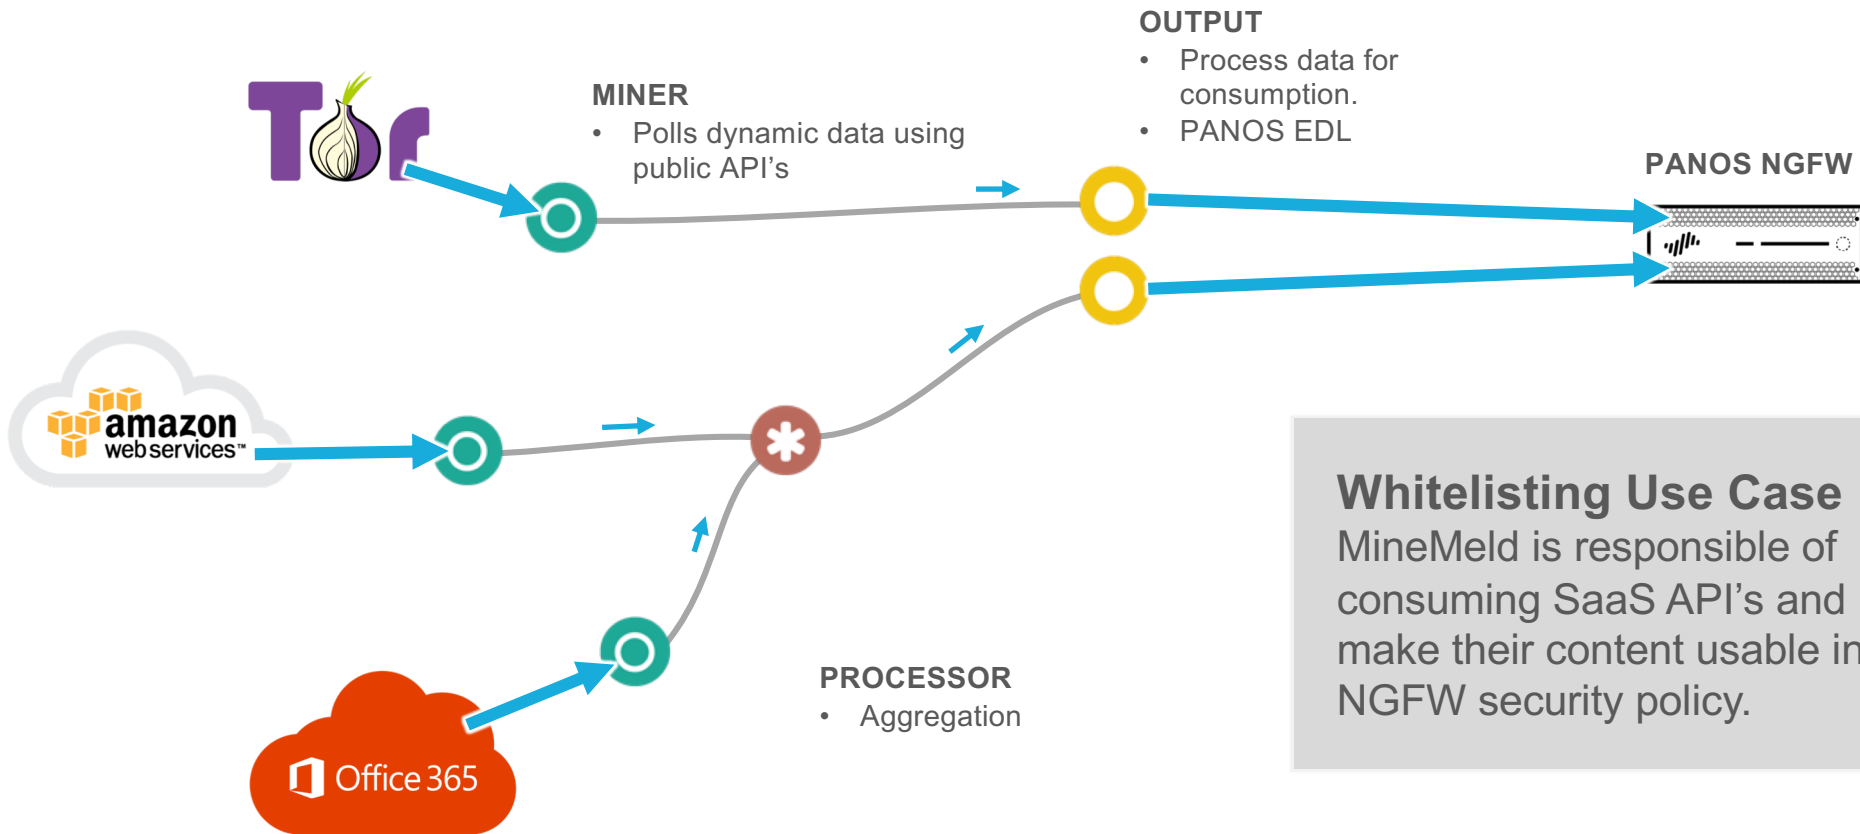 OUTPUT
• Process data for
consumption.
• PANOS EDL
Tor
MINER
• Polls dynamic data using
public API's
PANOS NGFW
amazon
web services™
Whitelisting Use Case
MineMeld is responsible of
consuming SaaS API's and
make their content usable in
NGFW security policy.
PROCESSOR
• Aggregation
Office 365